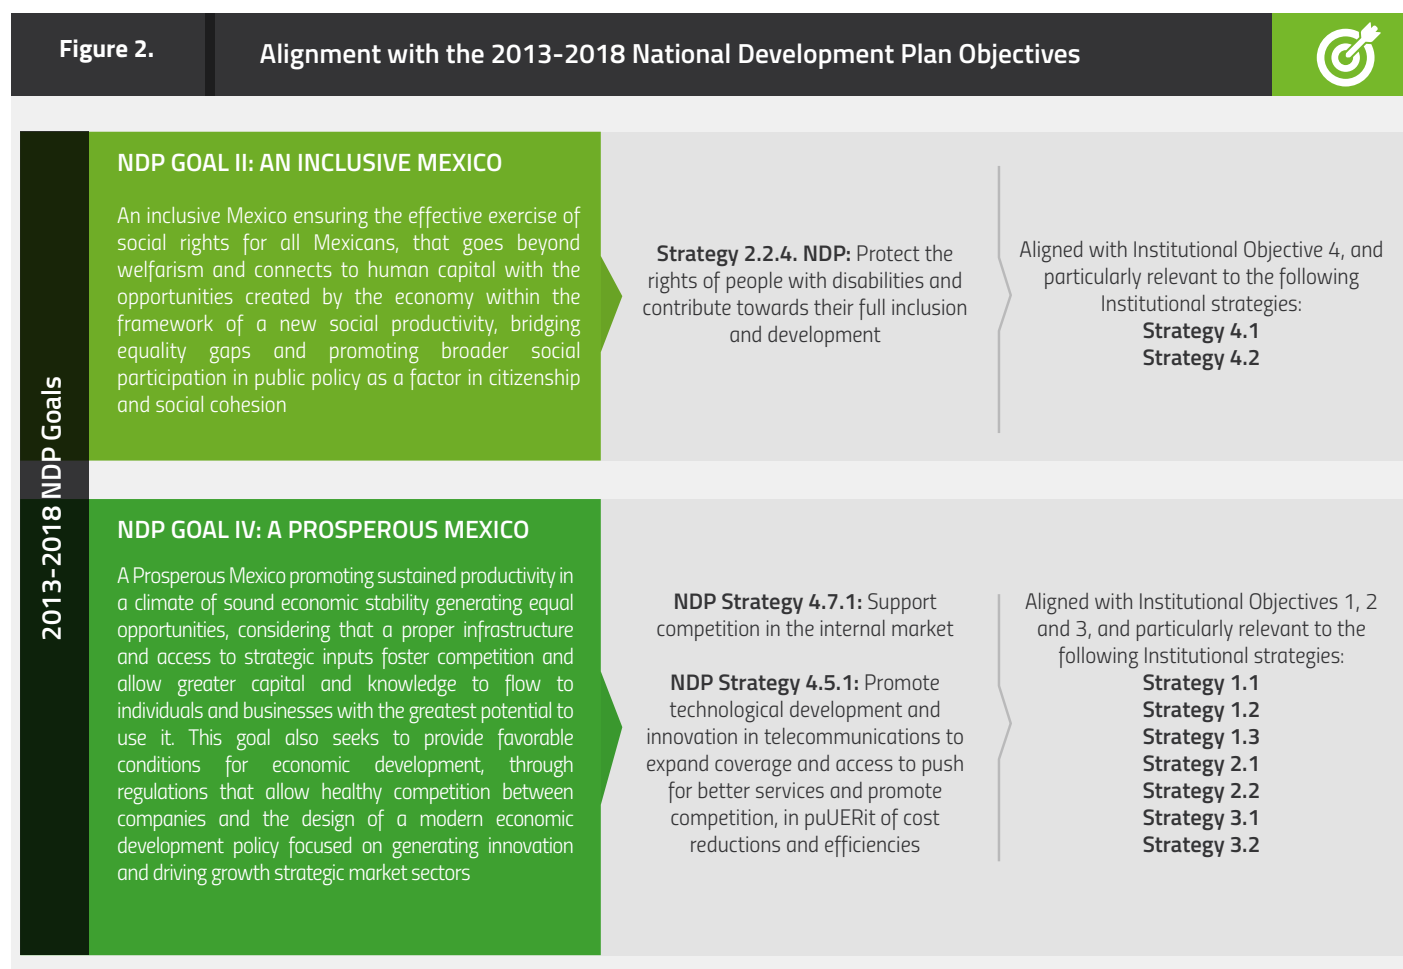 Figure 2.
Alignment with the 2013-2018 National Development Plan Objectives
2013-2018 NDP Goals
NDP GOAL II: AN INCLUSIVE MEXICO
An inclusive Mexico ensuring the effective exercise of
social rights for all Mexicans, that goes beyond
welfarism and connects to human capital with the
opportunities created by the economy within the
framework of a new social productivity, bridging
equality gaps and promoting broader social
participation in public policy as a factor in citizenship
and social cohesion
Strategy 2.2.4. NDP: Protect the
rights of people with disabilities and
contribute towards their full inclusion
and development
Aligned with Institutional Objective 4, and
particularly relevant to the following
Institutional strategies:
Strategy 4.1
Strategy 4.2
NDP GOAL IV: A PROSPEROUS MEXICO
A Prosperous Mexico promoting sustained productivity in
a climate of sound economic stability generating equal
opportunities, considering that a proper infrastructure
and access to strategic inputs foster competition and
allow greater capital and knowledge to flow to
individuals and businesses with the greatest potential to
use it. This goal also seeks to provide favorable
conditions for economic development, through
regulations that allow healthy competition between
companies and the design of a modern economic
development policy focused on generating innovation
and driving growth strategic market sectors
NDP Strategy 4.7.1: Support
competition in the internal market
NDP Strategy 4.5.1: Promote
technological development and
innovation in telecommunications to
expand coverage and access to push
for better services and promote
competition, in puUERit of cost
reductions and efficiencies
Aligned with Institutional Objectives 1, 2
and 3, and particularly relevant to the
following Institutional strategies:
Strategy 1.1
Strategy 1.2
Strategy 1.3
Strategy 2.1
Strategy 2.2
Strategy 3.1
Strategy 3.2